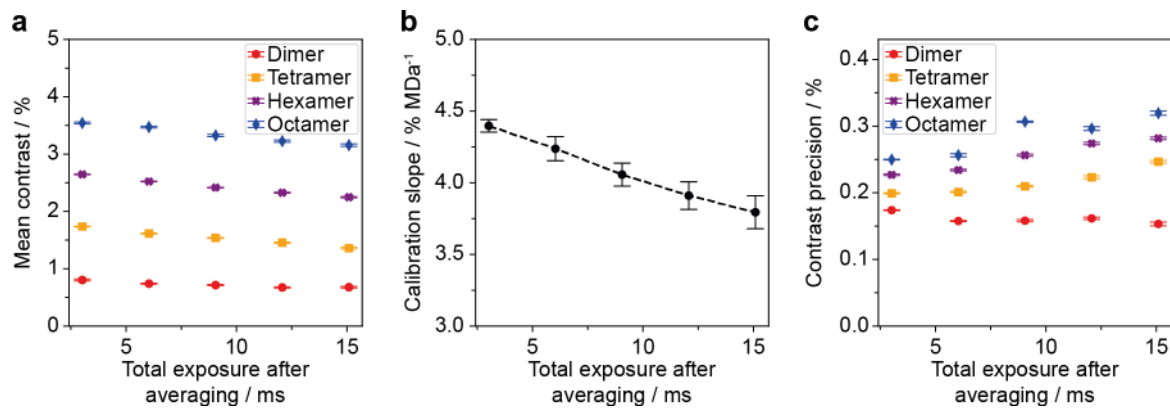 a
5
4
3
2
1
0
Mean contrast / %
Dimer
Tetramer
Hexamer
Octamer
5
10
15
Total exposure after
averaging / ms
b
5.0
4.5
4.0
3.5
3.0
Calibration slope / % MDa⁻¹
5
10
15
Total exposure after
averaging / ms
c
0.4
0.3
0.2
0.1
0.0
Contrast precision / %
Dimer
Tetramer
Hexamer
Octamer
5
10
15
Total exposure after
averaging / ms